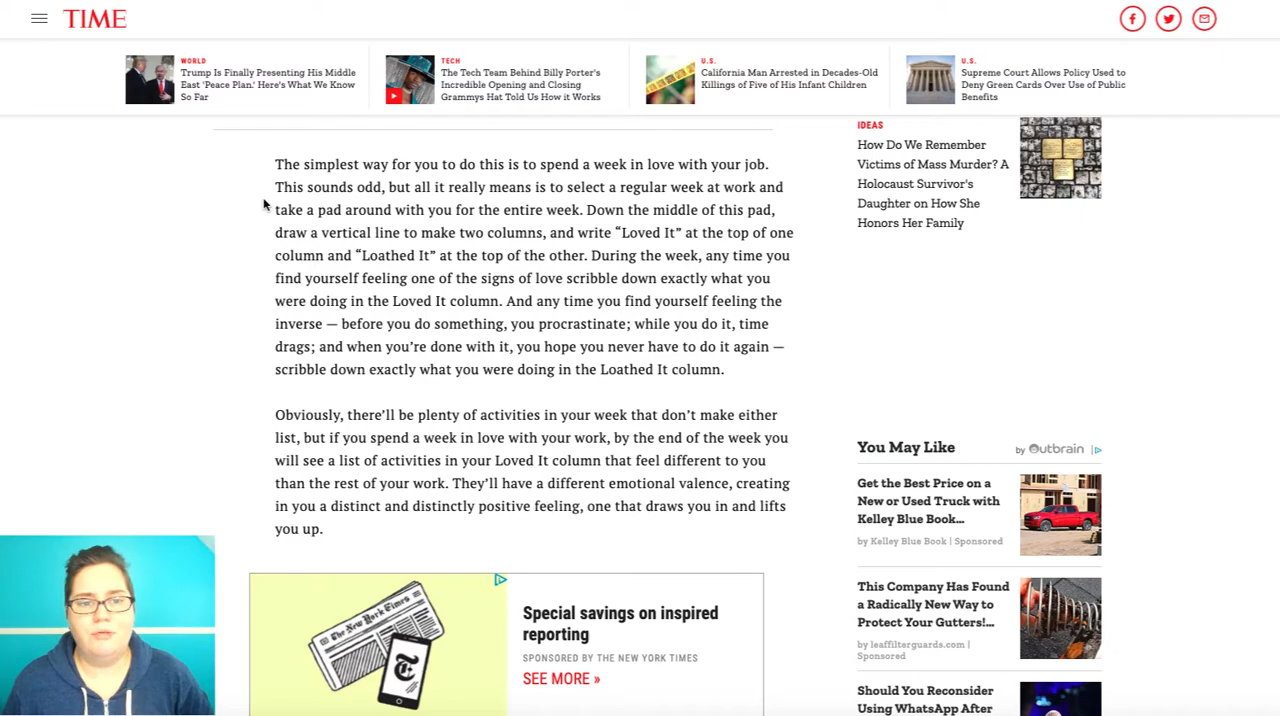 TIME
WORLD
Trump Is Finally Presenting His Middle
East 'Peace Plan.' Here's What We Know
So Far
TECH
The Tech Team Behind Billy Porter's
Incredible Opening and Closing
Grammys Hat Told Us How it Works
U.S.
California Man Arrested in Decades-Old
Killings of Five of His Infant Children
U.S.
Supreme Court Allows Policy Used to
Deny Green Cards Over Use of Public
Benefits
The simplest way for you to do this is to spend a week in love with your job.
This sounds odd, but all it really means is to select a regular week at work and
take a pad around with you for the entire week. Down the middle of this pad,
draw a vertical line to make two columns, and write “Loved It” at the top of one
column and “Loathed It” at the top of the other. During the week, any time you
find yourself feeling one of the signs of love scribble down exactly what you
were doing in the Loved It column. And any time you find yourself feeling the
inverse — before you do something, you procrastinate; while you do it, time
drags; and when you’re done with it, you hope you never have to do it again —
scribble down exactly what you were doing in the Loathed It column.
Obviously, there’ll be plenty of activities in your week that don’t make either
list, but if you spend a week in love with your work, by the end of the week you
will see a list of activities in your Loved It column that feel different to you
than the rest of your work. They’ll have a different emotional valence, creating
in you a distinct and distinctly positive feeling, one that draws you in and lifts
you up.
The New York Times
T
Special savings on inspired
reporting
SPONSORED BY THE NEW YORK TIMES
SEE MORE »
IDEAS
How Do We Remember
Victims of Mass Murder? A
Holocaust Survivor's
Daughter on How She
Honors Her Family
You May Like
by Outbrain
Get the Best Price on a
New or Used Truck with
Kelley Blue Book...
by Kelley Blue Book | Sponsored
This Company Has Found
a Radically New Way to
Protect Your Gutters!...
by leaffilterguards.com |
Sponsored
Should You Reconsider
Using WhatsApp After